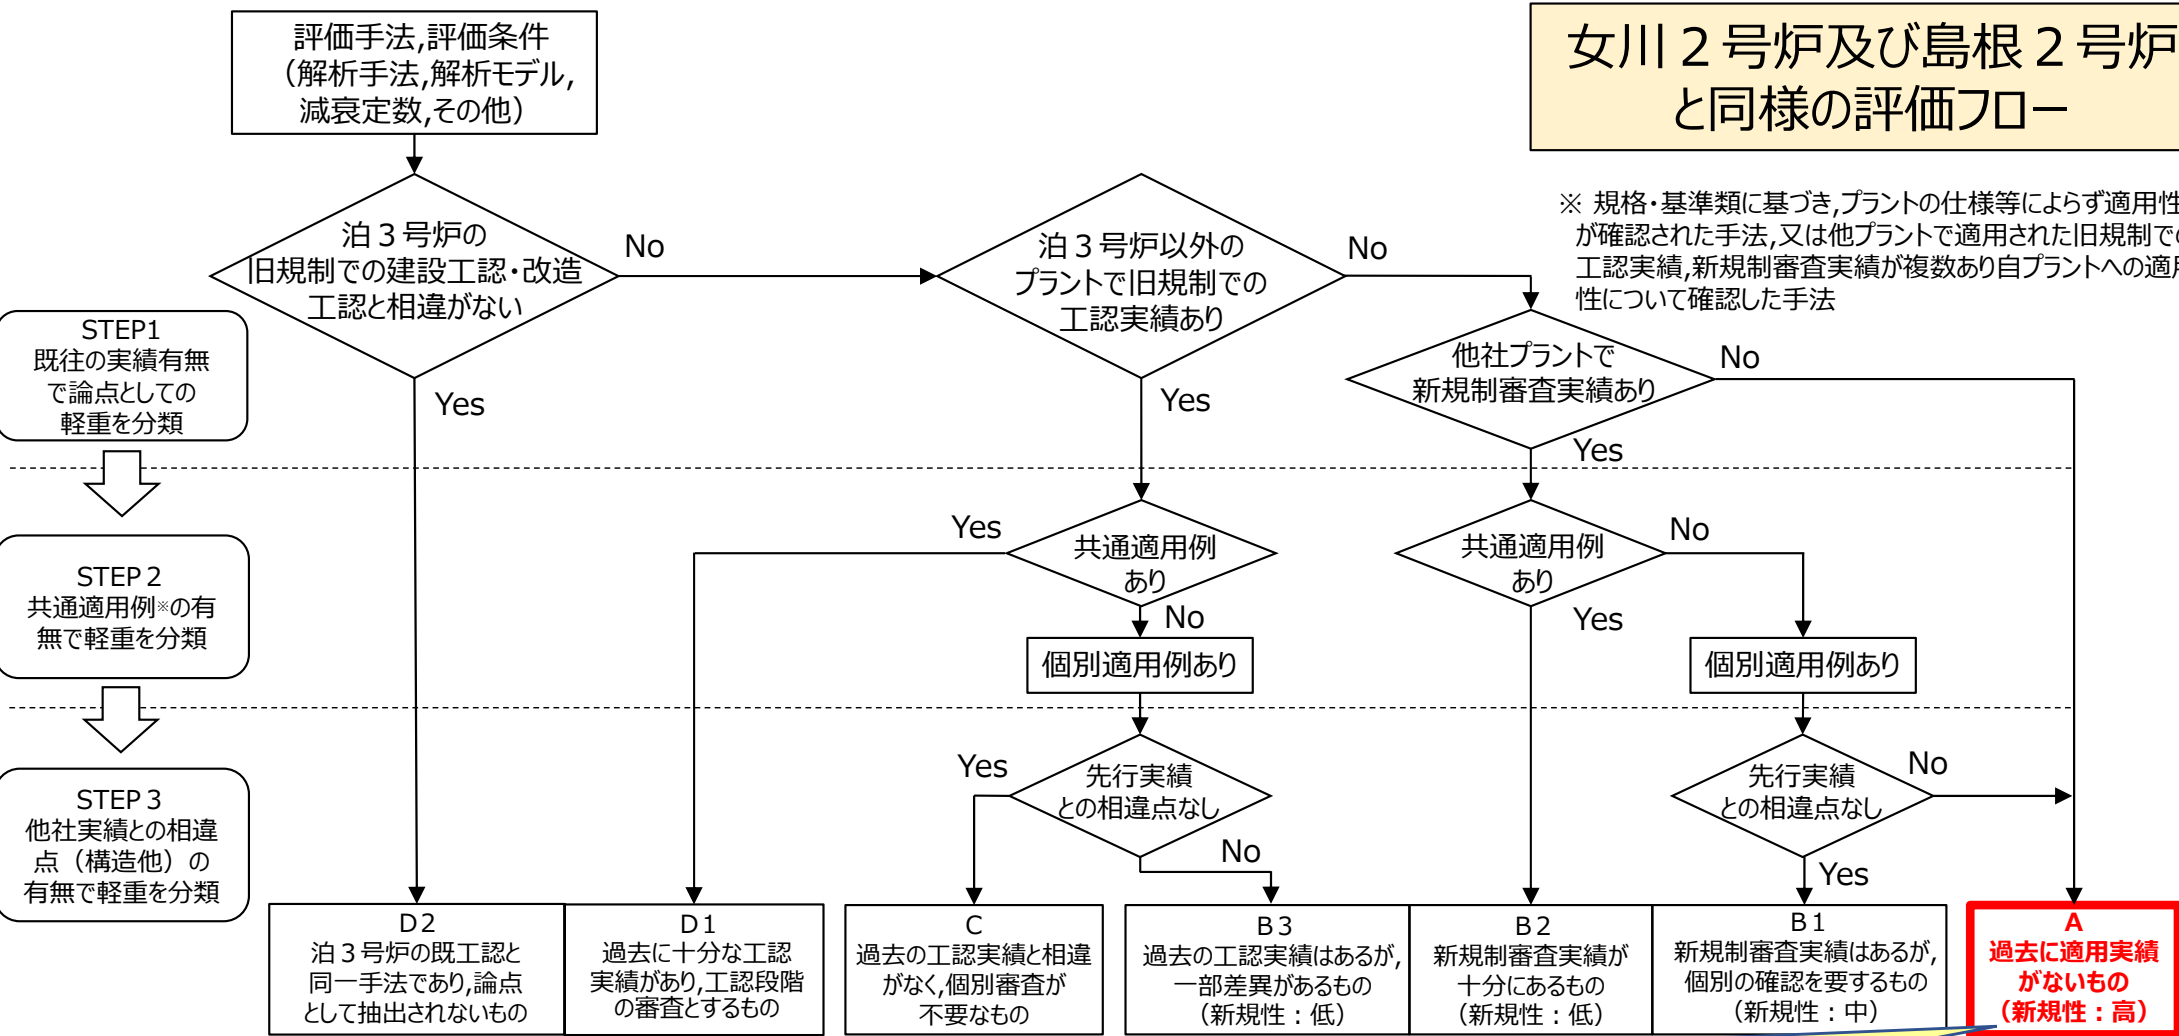 評価手法,評価条件
（解析手法,解析モデル,
減衰定数,その他）
女川２号炉及び島根２号炉
と同様の評価フロー
※ 規格・基準類に基づき,プラントの仕様等によらず適用性
が確認された手法,又は他プラントで適用された旧規制での
工認実績,新規制審査実績が複数あり自プラントへの適用
性について確認した手法
泊３号炉の
旧規制での建設工認・改造
工認と相違がない
No
Yes
泊３号炉以外の
プラントで旧規制での
工認実績あり
No
Yes
他社プラントで
新規制審査実績あり
No
Yes
STEP1
既往の実績有無
で論点としての
軽重を分類
STEP２
共通適用例※の有
無で軽重を分類
共通適用例
あり
Yes
No
共通適用例
あり
No
Yes
個別適用例あり
個別適用例あり
STEP３
他社実績との相違
点（構造他）の
有無で軽重を分類
先行実績
との相違点なし
Yes
No
先行実績
との相違点なし
No
Yes
D２
泊３号炉の既工認と
同一手法であり,論点
として抽出されないもの
D１
過去に十分な工認
実績があり,工認段階
の審査とするもの
C
過去の工認実績と相違
がなく,個別審査が
不要なもの
B３
過去の工認実績はあるが,
一部差異があるもの
（新規性：低）
B２
新規制審査実績が
十分にあるもの
（新規性：低）
B１
新規制審査実績はあるが,
個別の確認を要するもの
（新規性：中）
A
過去に適用実績
がないもの
（新規性：高）